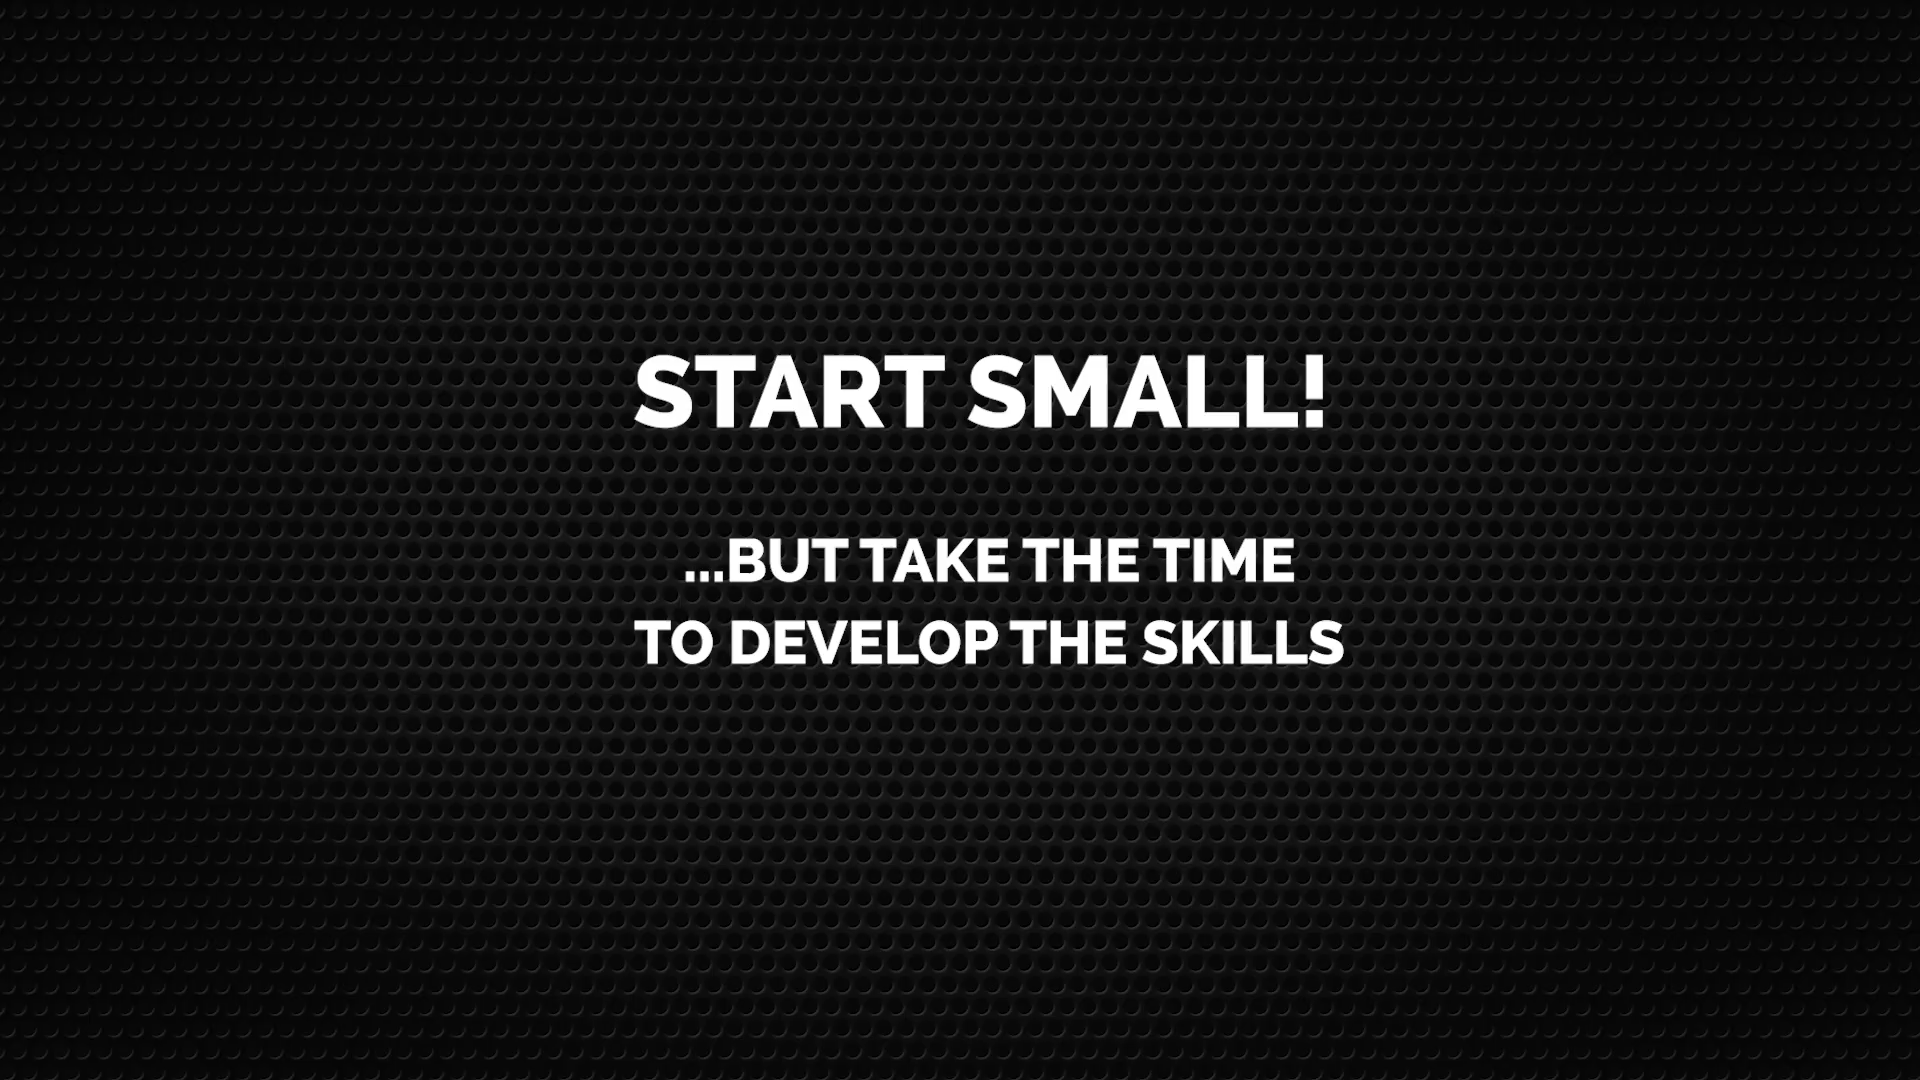 START SMALL!
...BUT TAKE THE TIME
TO DEVELOP THE SKILLS